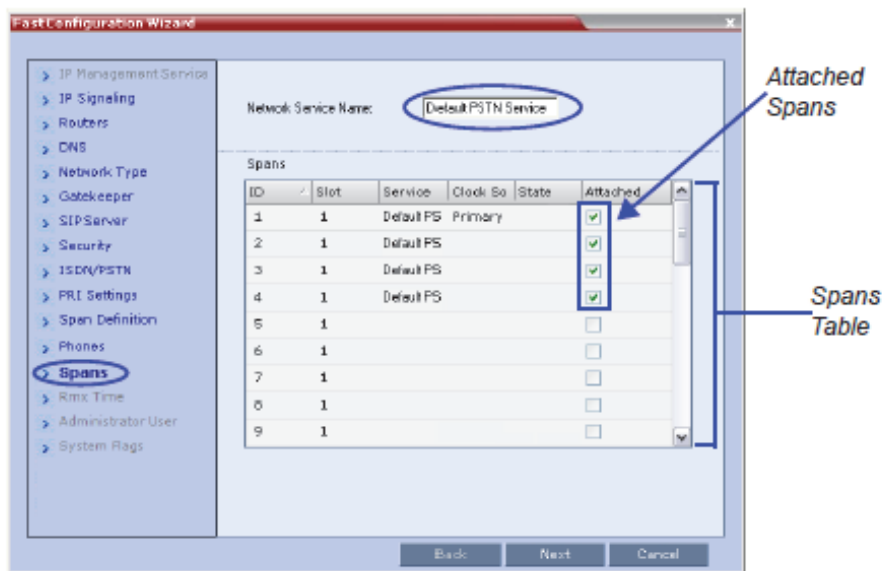 Fast Configuration Wizard
x
IP Management Service
IP Signaling
Routers
DNS
Network Type
Gatekeeper
SIP Server
Security
ISDN/PSTN
PRI Settings
Span Definition
Phones
Spans
Rmx Time
Administrator User
System Flags
Network Service Name: Default PSTN Service
Spans
ID Slot Service Clock So State Attached
1 1 Default PS Primary
2 1 Default PS
3 1 Default PS
4 1 Default PS
5 1
6 1
7 1
8 1
9 1
Back Next Cancel
Attached
Spans
Spans
Table